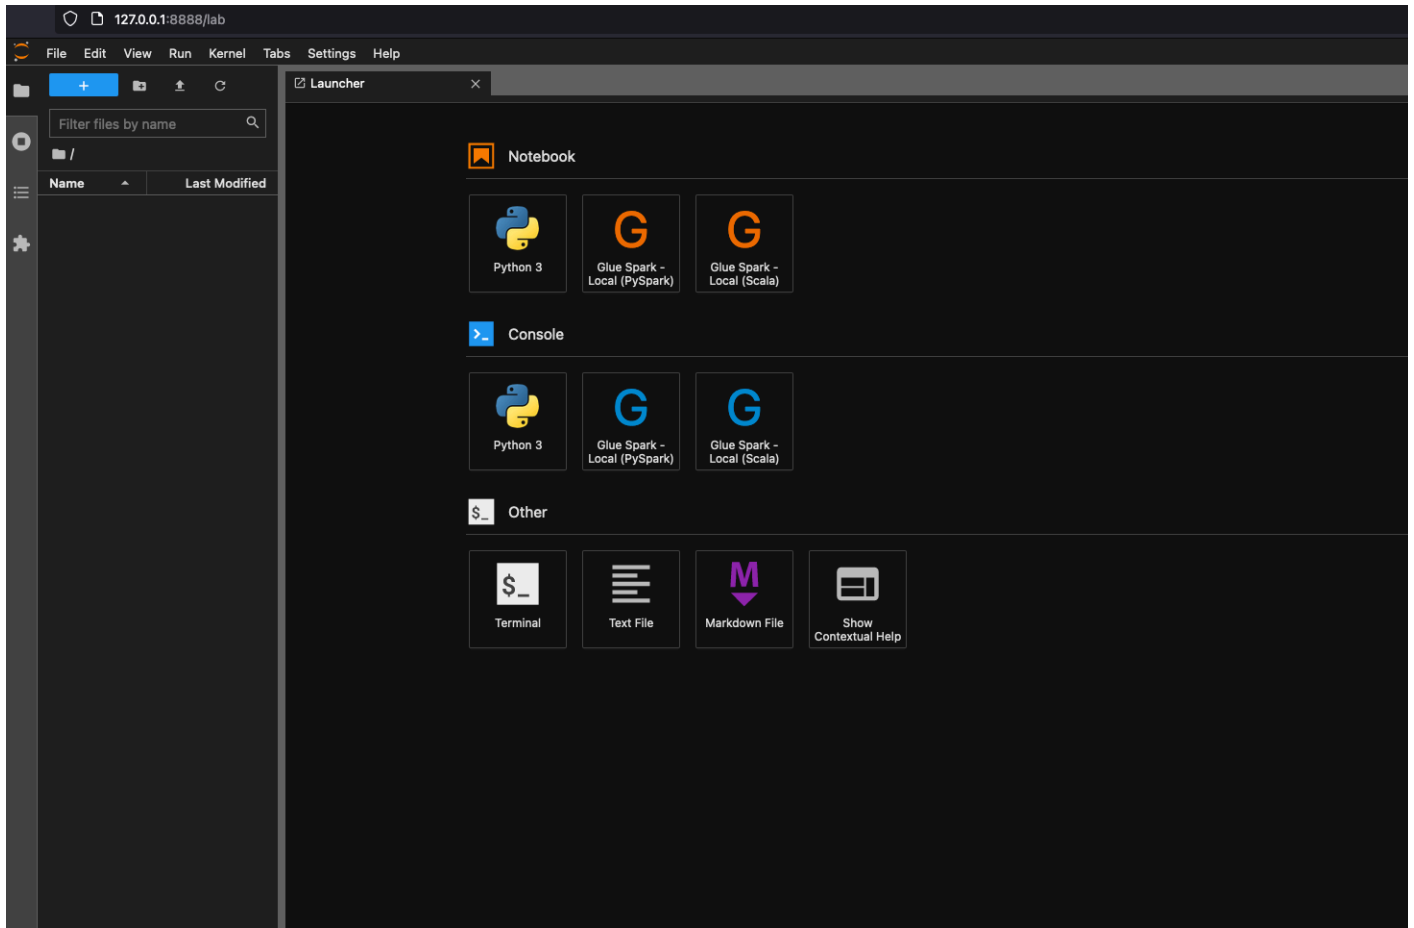 127.0.0.1:8888/lab
File Edit View Run Kernel Tabs Settings Help
+
Launcher
Filter files by name
/
Name Last Modified
Notebook
Python 3
G
Glue Spark -
Local (PySpark)
G
Glue Spark -
Local (Scala)
>_ Console
Python 3
G
Glue Spark -
Local (PySpark)
G
Glue Spark -
Local (Scala)
$_ Other
$_
Terminal
Text File
M
Markdown File
Show
Contextual Help